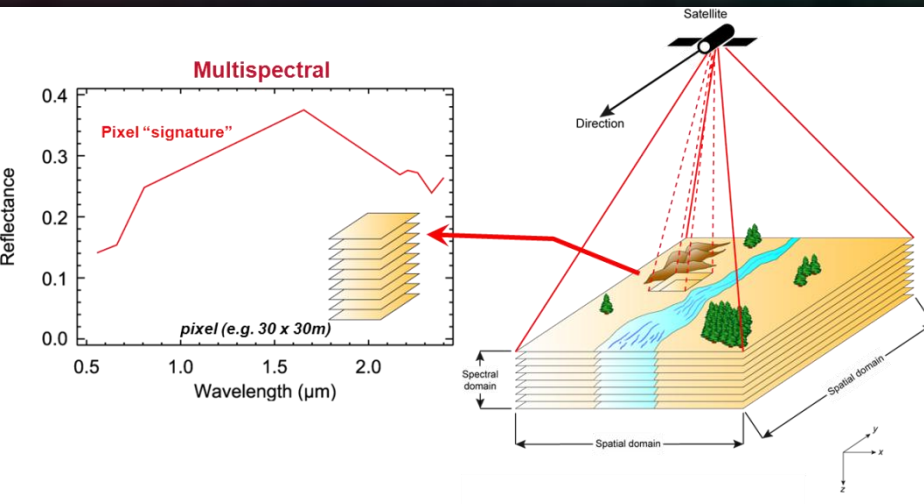 Multispectral
Pixel “signature”
Reflectance
0.4
0.3
0.2
0.1
0.0
pixel (e.g. 30 x 30m)
0.5 1.0 1.5 2.0
Wavelength (μm)
Satellite
Direction
Spectral
domain
Spatial domain
Spatial domain
y
x
z